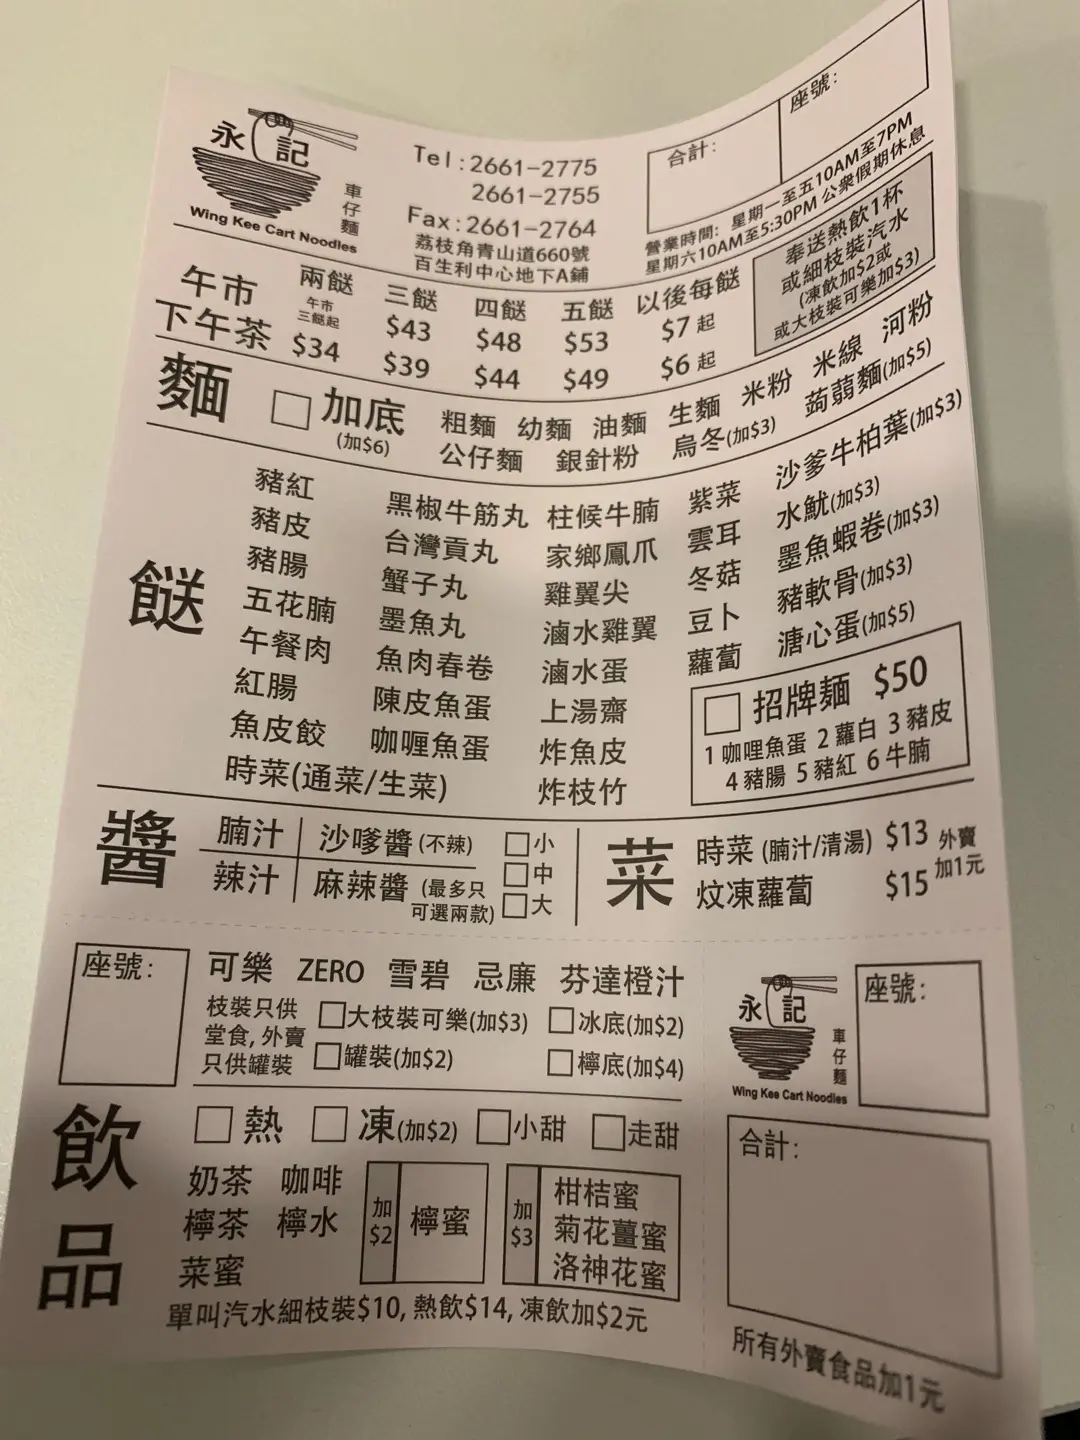 永記
車仔麵
Wing Kee Cart Noodles
Tel:2661-2775
2661-2755
Fax:2661-2764
荔枝角青山道660號
百生利中心地下A鋪
合計:
座號:
營業時間: 星期一至五10AM至7PM
星期六10AM至5:30PM 公衆假期休息
奉送熱飲1杯
或細枝裝汽水
(凍飲加$2或
或大枝裝可樂加$3)
兩餸 三餸 四餸 五餸 以後每餸
午市 午市三餸起 $43 $48 $53 $7起
下午茶 $34 $39 $44 $49 $6起
麵
加底
(加$6)
粗麵 幼麵 油麵 生麵 米粉 米線 河粉
公仔麵 銀針粉 烏冬(加$3) 蒟蒻麵(加$5)
餸
豬紅 黑椒牛筋丸 柱候牛腩 紫菜 沙爹牛柏葉(加$3)
豬皮 台灣貢丸 家鄉鳳爪 雲耳 水魷(加$3)
豬腸 蟹子丸 雞翼尖 冬菇 墨魚蝦卷(加$3)
五花腩 墨魚丸 滷水雞翼 豆卜 豬軟骨(加$3)
午餐肉 魚肉春卷 滷水蛋 蘿蔔 溏心蛋(加$5)
紅腸 陳皮魚蛋 上湯齋
魚皮餃 咖喱魚蛋 炸魚皮
時菜(通菜/生菜) 炸枝竹
招牌麵 $50
1 咖哩魚蛋 2 蘿白 3 豬皮
4 豬腸 5 豬紅 6 牛腩
醬
腩汁 沙嗲醬 (不辣)
辣汁 麻辣醬 (最多只
可選兩款)
小
中
大
菜
時菜 (腩汁/清湯) $13
炆凍蘿蔔 $15
外賣
加1元
座號:
可樂 ZERO 雪碧 忌廉 芬達橙汁
枝裝只供
堂食, 外賣
只供罐裝
大枝裝可樂(加$3) 冰底(加$2)
罐裝(加$2) 檸底(加$4)
飲品
熱 凍(加$2) 小甜 走甜
奶茶 咖啡
檸茶 檸水
菜蜜
加$2 檸蜜
加$3
柑桔蜜
菊花薑蜜
洛神花蜜
單叫汽水細枝裝$10, 熱飲$14, 凍飲加$2元
永記
車仔麵
Wing Kee Cart Noodles
座號:
合計:
所有外賣食品加1元